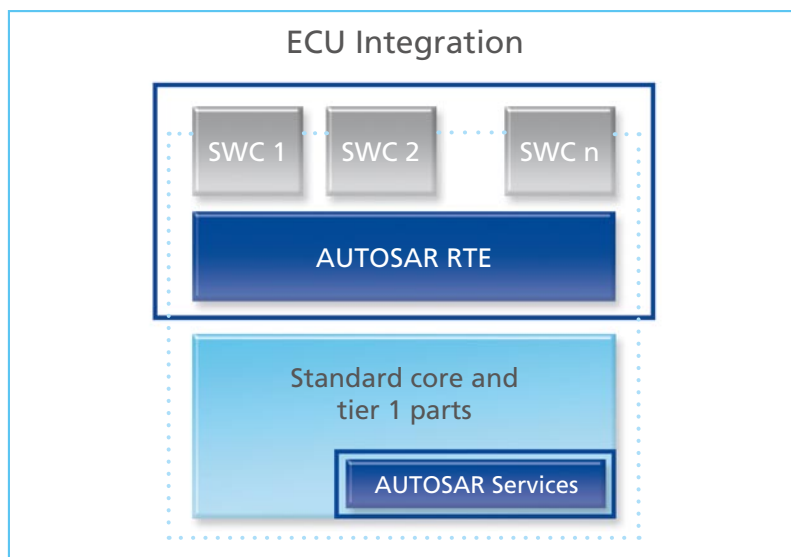 ECU Integration
SWC 1
SWC 2
SWC n
AUTOSAR RTE
Standard core and
tier 1 parts
AUTOSAR Services